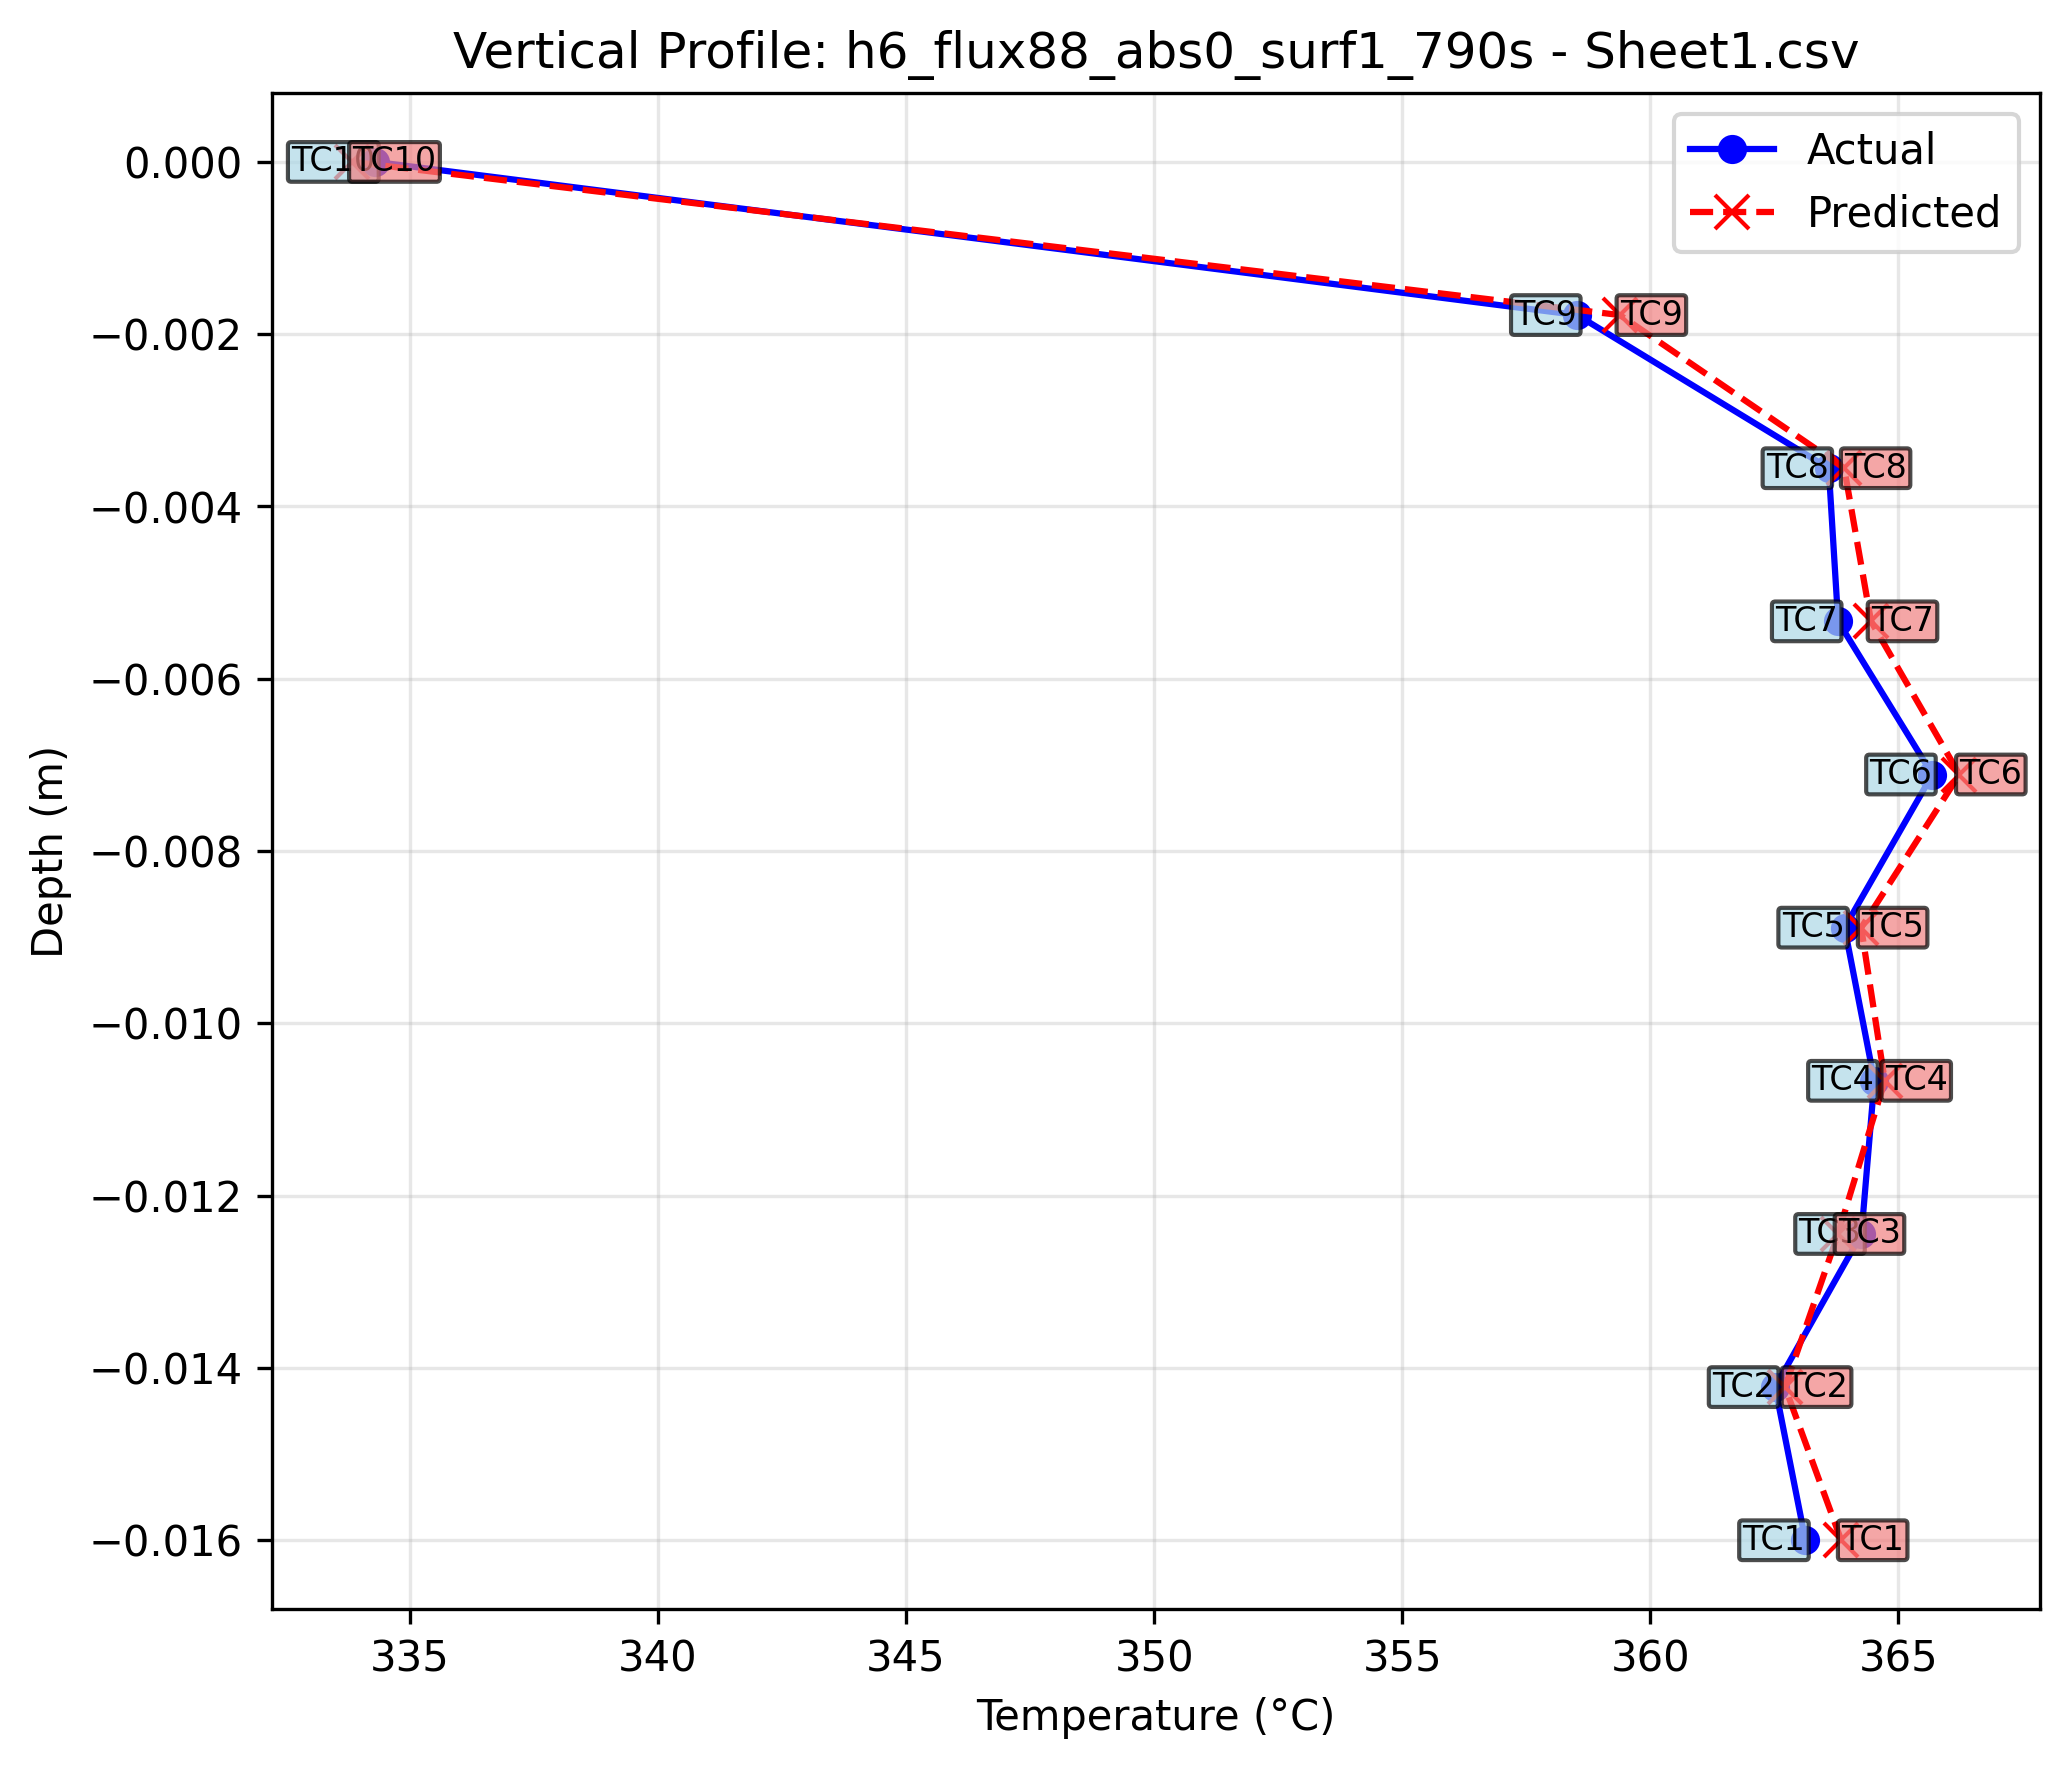 Vertical Profile: h6_flux88_abs0_surf1_790s - Sheet1.csv
Actual
Predicted
0.000
−0.002
−0.004
−0.006
−0.008
−0.010
−0.012
−0.014
−0.016
Depth (m)
TC10 TC10
TC9 TC9
TC8 TC8
TC7 TC7
TC6 TC6
TC5 TC5
TC4 TC4
TC3 TC3
TC2 TC2
TC1 TC1
335 340 345 350 355 360 365
Temperature (°C)